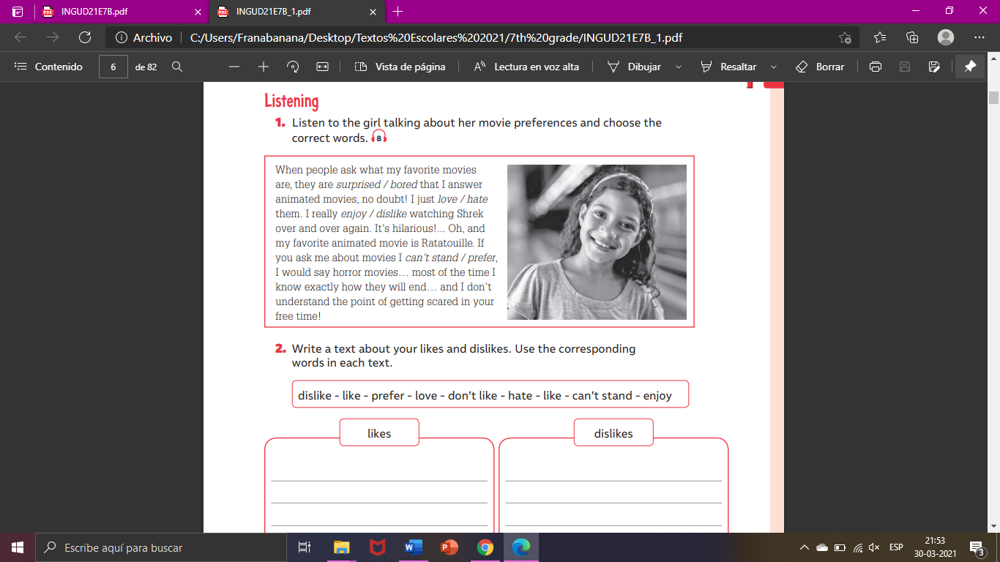 INGUD21E7B.pdf
INGUD21E7B_1.pdf
Archivo
C:/Users/Franabanana/Desktop/Textos%20Escolares%202021/7th%20grade/INGUD21E7B_1.pdf
Contenido
6
de 82
Vista de página
Lectura en voz alta
Dibujar
Resaltar
Borrar
Listening
1. Listen to the girl talking about her movie preferences and choose the
correct words. 8
When people ask what my favorite movies
are, they are surprised / bored that I answer
animated movies, no doubt! I just love / hate
them. I really enjoy / dislike watching Shrek
over and over again. It's hilarious!... Oh, and
my favorite animated movie is Ratatouille. If
you ask me about movies I can't stand / prefer,
I would say horror movies… most of the time I
know exactly how they will end… and I don't
understand the point of getting scared in your
free time!
2. Write a text about your likes and dislikes. Use the corresponding
words in each text.
dislike - like - prefer - love - don't like - hate - like - can't stand - enjoy
likes
dislikes
Escribe aquí para buscar
ESP
21:53
30-03-2021
3